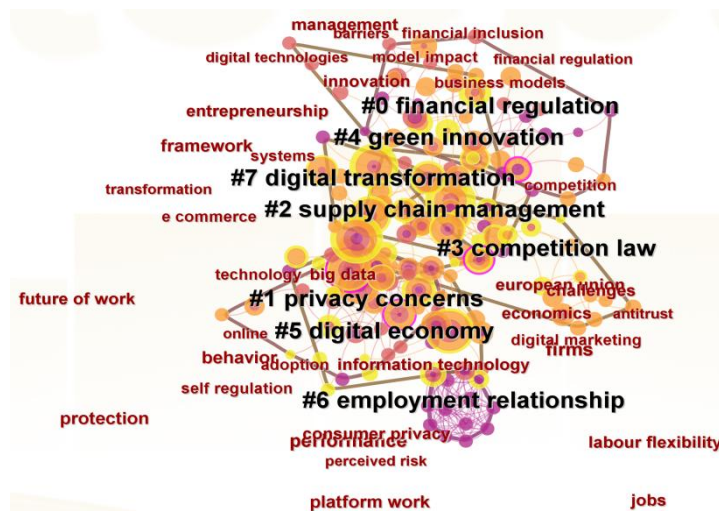 management
barriers financial inclusion
digital technologies model impact financial regulation
innovation business models
#0 financial regulation
entrepreneurship
#4 green innovation
framework
systems
#7 digital transformation
transformation competition
#2 supply chain management
e commerce
#3 competition law
technology big data
european union
challenges
#1 privacy concerns
future of work
economics antitrust
#5 digital economy
online
digital marketing
firms
behavior
adoption information technology
self regulation
#6 employment relationship
protection
consumer privacy
performance
labour flexibility
perceived risk
platform work
jobs